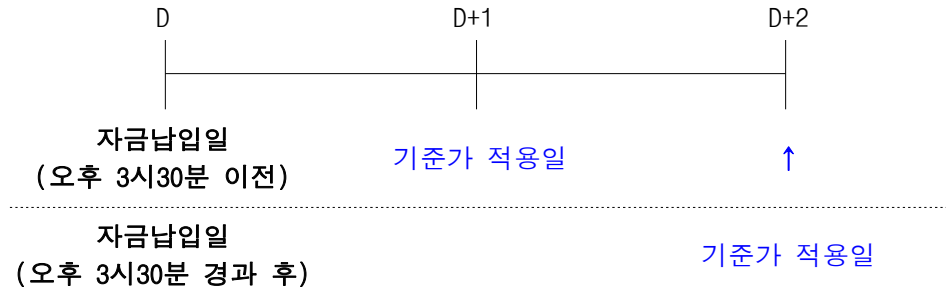 D D+1 D+2
자금납입일
(오후 3시30분 이전)
기준가 적용일 ↑
자금납입일
(오후 3시30분 경과 후)
기준가 적용일